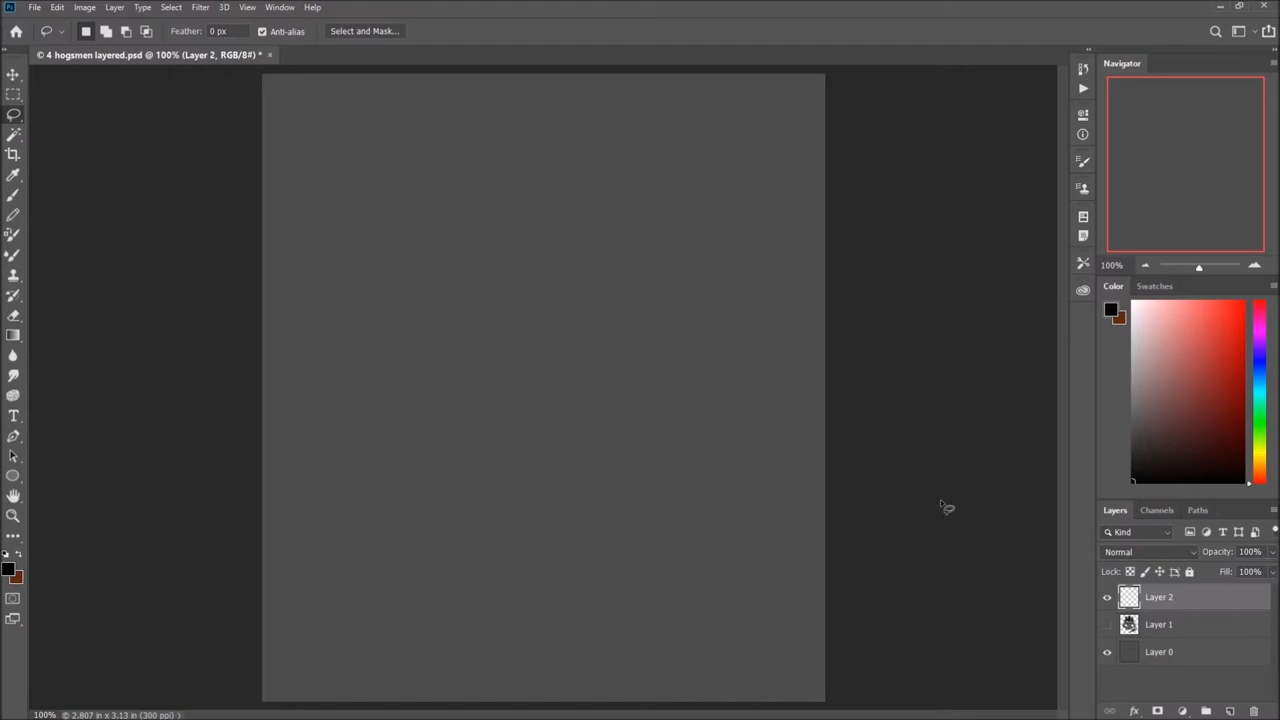 Ps File Edit Image Layer Type Select Filter 3D View Window Help
Feather: 0 px Anti-alias Select and Mask...
© 4 hogsmen layered.psd @ 100% (Layer 2, RGB/8#) * ×
Navigator
100%
Color Swatches
Layers Channels Paths
Kind
Normal Opacity: 100%
Lock: Fill: 100%
Layer 2
Layer 1
Layer 0
100% © 2.807 in x 3.13 in (300 ppi)